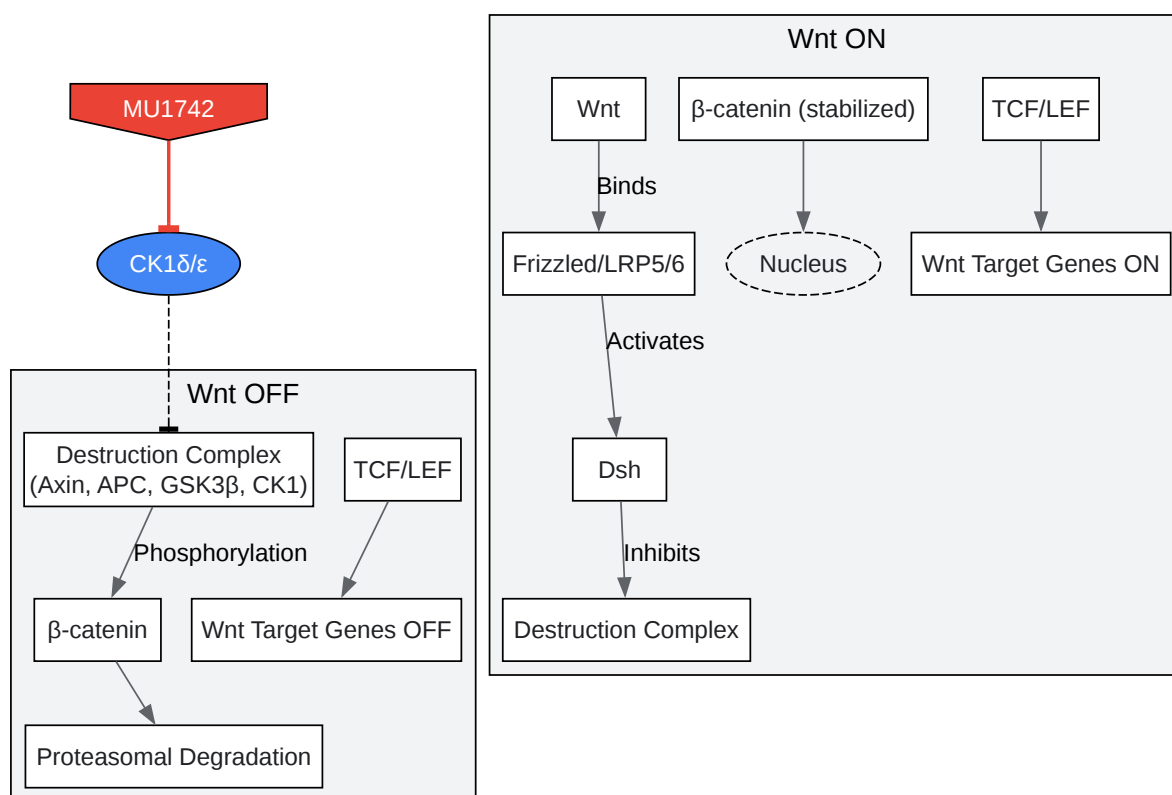 MU1742
CK1δ/ε
Wnt OFF
Destruction Complex
(Axin, APC, GSK3β, CK1)
TCF/LEF
Phosphorylation
β-catenin
Wnt Target Genes OFF
Proteasomal Degradation
Wnt ON
Wnt
β-catenin (stabilized)
TCF/LEF
Binds
Frizzled/LRP5/6
Nucleus
Wnt Target Genes ON
Activates
Dsh
Inhibits
Destruction Complex